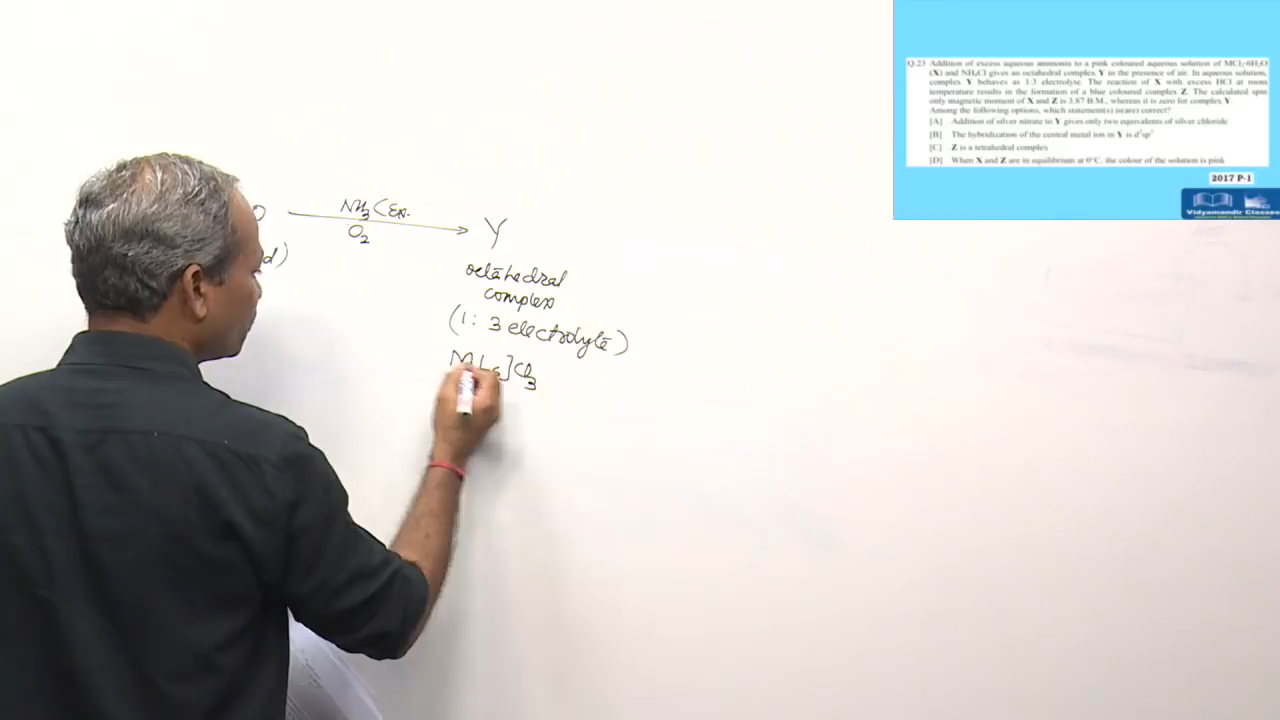 O
NH3 (Ex.
O2
Y
d)
octahedral
complex
(1: 3 electrolyte)
]Cl3
Q.23 Addition of excess aqueous ammonia to a pink coloured aqueous solution of MCl2·6H2O
(X) and NH4Cl gives an octahedral complex Y in the presence of air. In aqueous solution,
complex Y behaves as 1:3 electrolyte. The reaction of X with excess HCl at room
temperature results in the formation of a blue coloured complex Z. The calculated spin
only magnetic moment of X and Z is 3.87 B.M., whereas it is zero for complex Y.
Among the following options, which statement(s) is(are) correct?
[A] Addition of silver nitrate to Y gives only two equivalents of silver chloride
[B] The hybridization of the central metal ion in Y is d²sp³
[C] Z is a tetrahedral complex
[D] When X and Z are in equilibrium at 0°C, the colour of the solution is pink
2017 P-1
Vidyamandir Classes